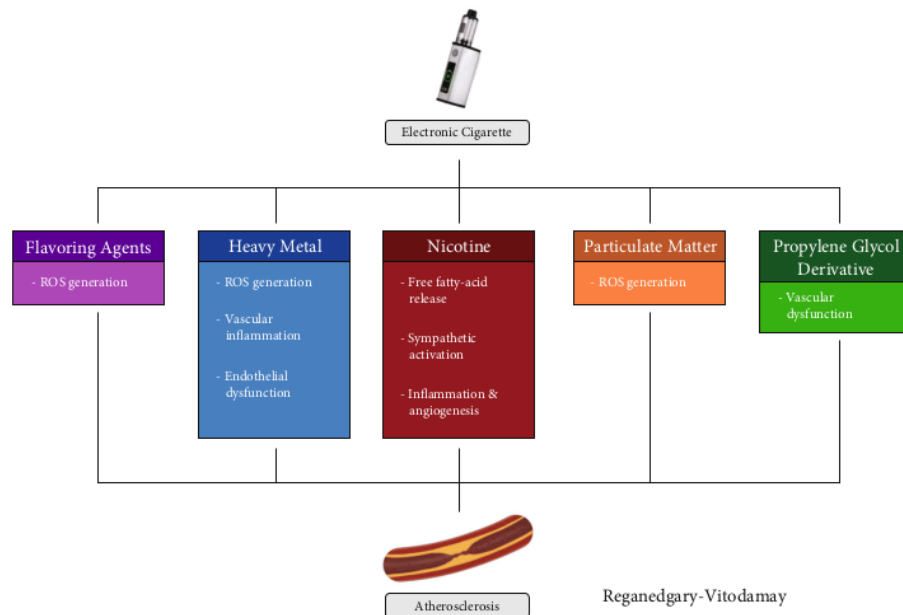 Electronic Cigarette
Flavoring Agents
- ROS generation
Heavy Metal
- ROS generation
- Vascular
inflammation
- Endothelial
dysfunction
Nicotine
- Free fatty-acid
release
- Sympathetic
activation
- Inflammation &
angiogenesis
Particulate Matter
- ROS generation
Propylene Glycol
Derivative
- Vascular
dysfunction
Atherosclerosis
Reganedgary-Vitodamay